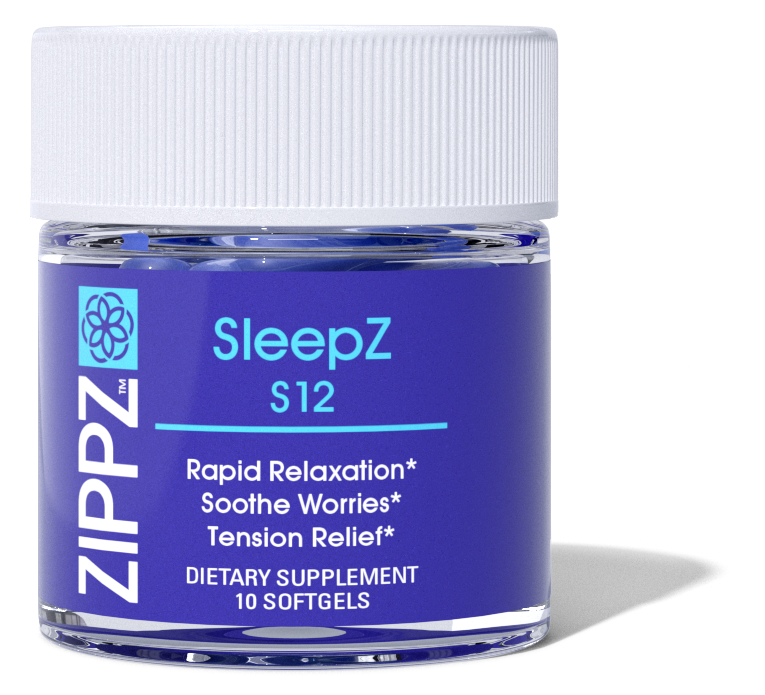 ZIPPZ™
SleepZ
S12
Rapid Relaxation*
Soothe Worries*
Tension Relief*
DIETARY SUPPLEMENT
10 SOFTGELS